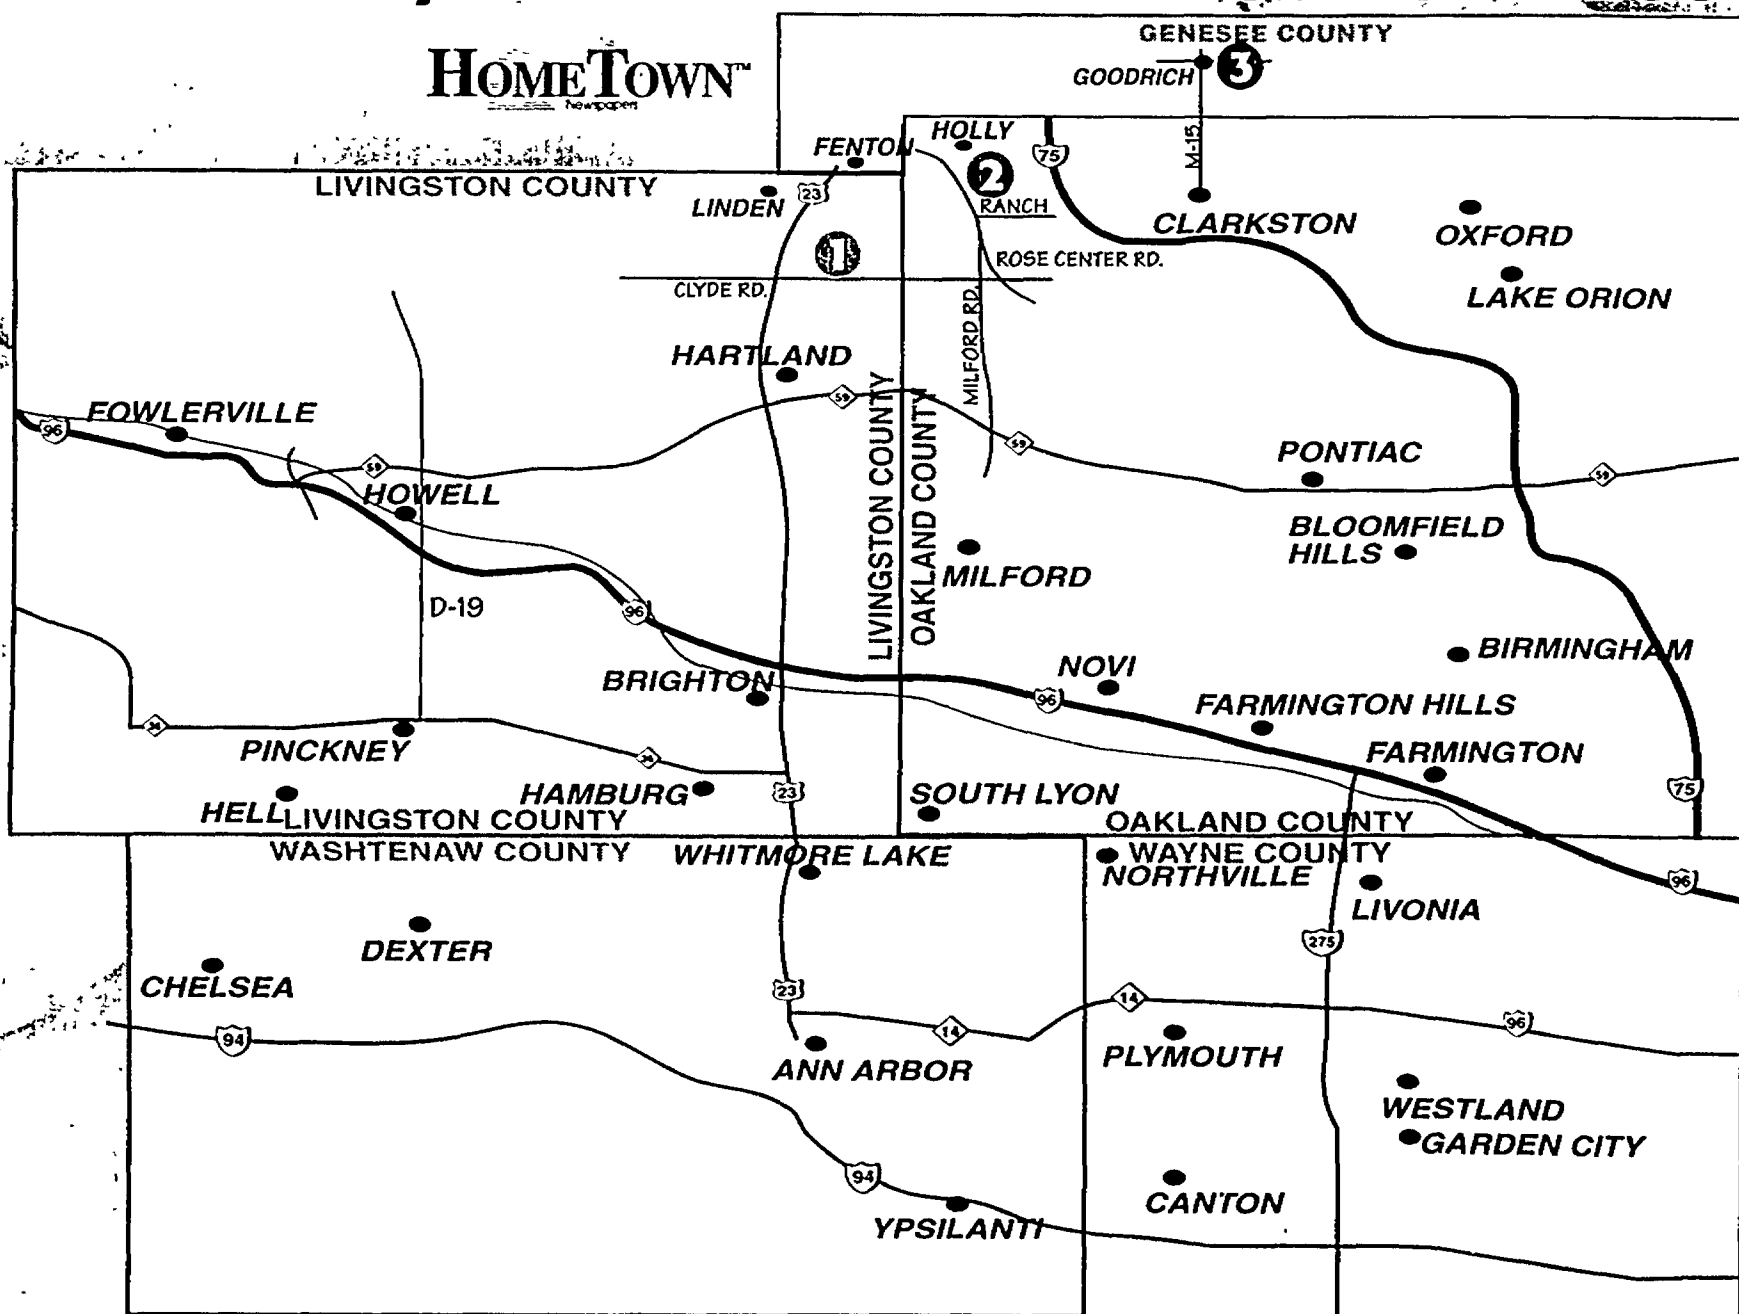 GENESEE COUNTY
HOMETOWN™
Newspapers
GOODRICH
3
M-15
HOLLY
FENTON
75
2
LIVINGSTON COUNTY
LINDEN
23
RANCH
CLARKSTON
OXFORD
1
ROSE CENTER RD.
CLYDE RD.
LAKE ORION
MILFORD RD.
HARTLAND
59
FOWLERVILLE
96
LIVINGSTON COUNTY
OAKLAND COUNTY
59
PONTIAC
59
59
HOWELL
BLOOMFIELD
HILLS
MILFORD
D-19
96
BIRMINGHAM
NOVI
BRIGHTON
96
FARMINGTON HILLS
36
PINCKNEY
36
FARMINGTON
HELL
HAMBURG
23
SOUTH LYON
75
LIVINGSTON COUNTY
OAKLAND COUNTY
WASHTENAW COUNTY
WHITMORE LAKE
WAYNE COUNTY
NORTHVILLE
96
LIVONIA
DEXTER
275
CHELSEA
23
14
94
14
96
ANN ARBOR
PLYMOUTH
WESTLAND
GARDEN CITY
94
CANTON
YPSILANTI